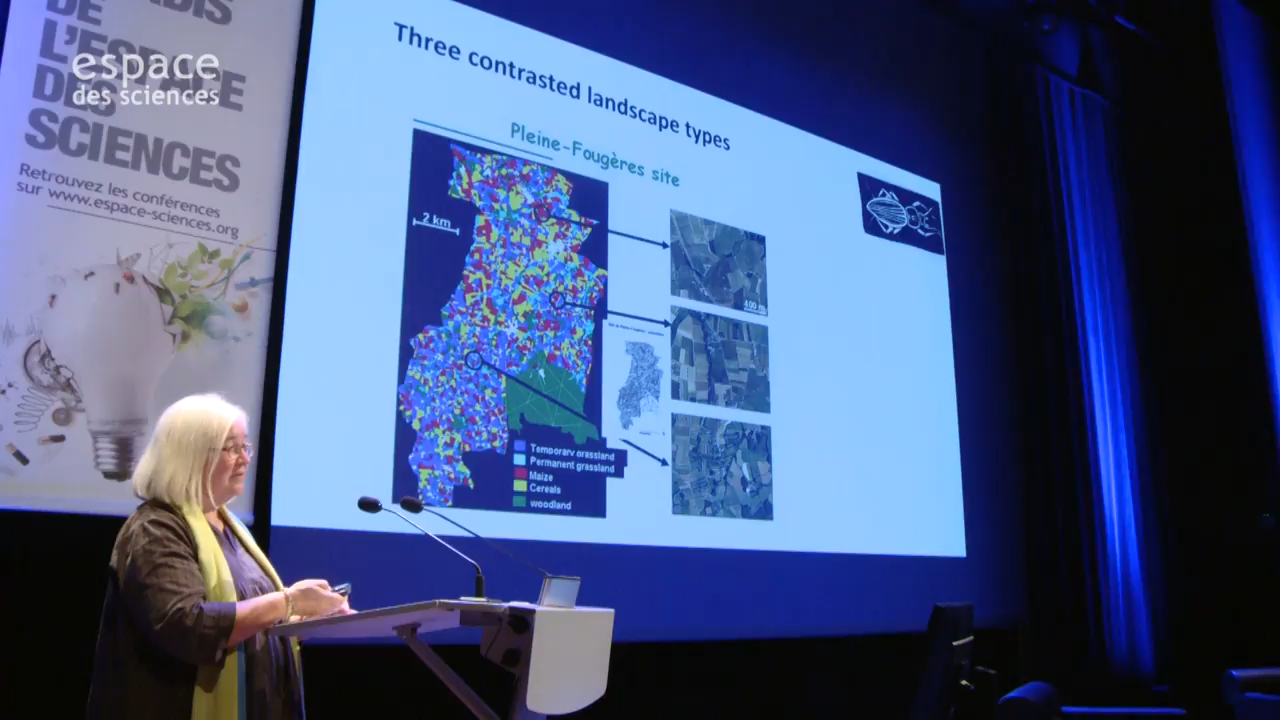 DE
L'ESPACE
DES
SCIENCES
Retrouvez les conférences
sur www.espace-sciences.org
espace
des sciences
Three contrasted landscape types
Pleine-Fougères site
2 km
400 m
Temporary grassland
Permanent grassland
Maize
Cereals
woodland